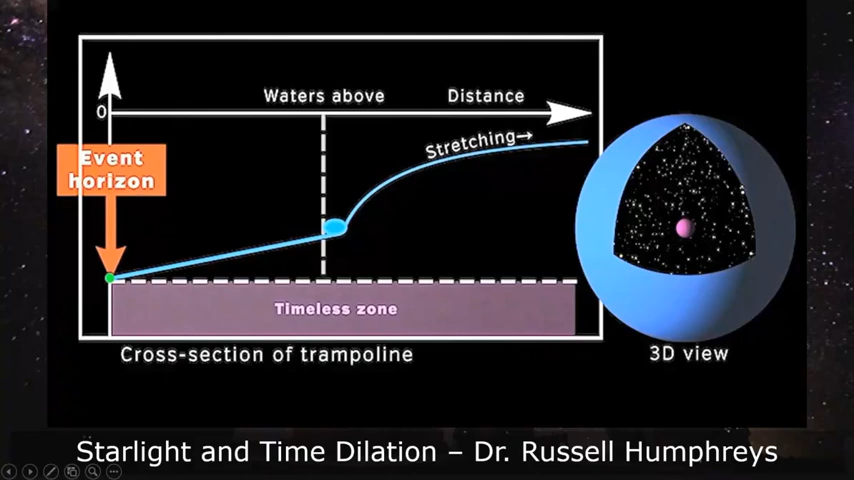 Waters above
Distance
0
Event
horizon
Stretching→
Timeless zone
Cross-section of trampoline
3D view
Starlight and Time Dilation – Dr. Russell Humphreys